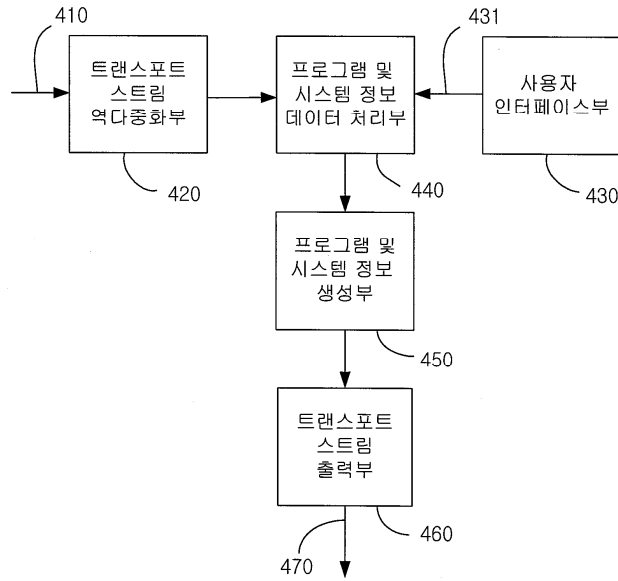 410
트랜스포트
스트림
역다중화부
420
프로그램 및
시스템 정보
데이터 처리부
440
431
사용자
인터페이스부
430
프로그램 및
시스템 정보
생성부
450
트랜스포트
스트림
출력부
460
470